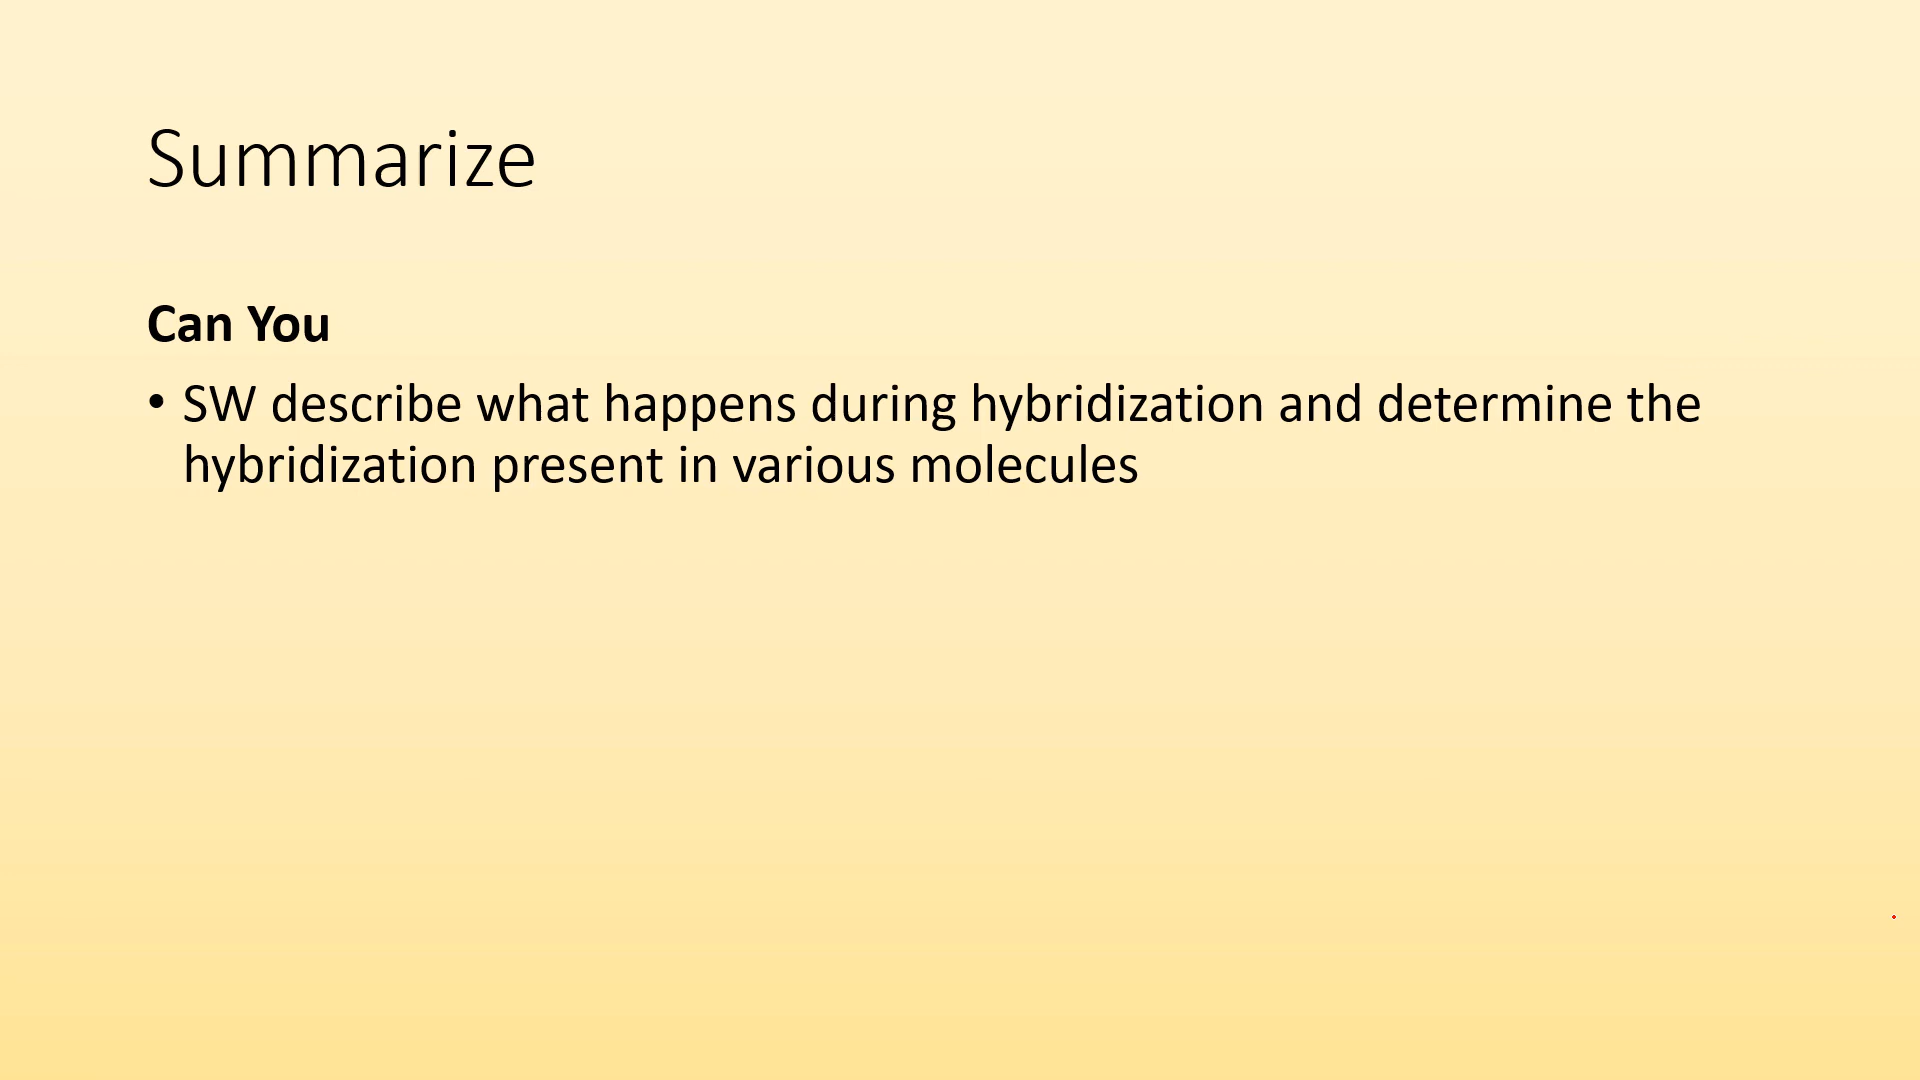 Summarize
Can You
• SW describe what happens during hybridization and determine the
hybridization present in various molecules